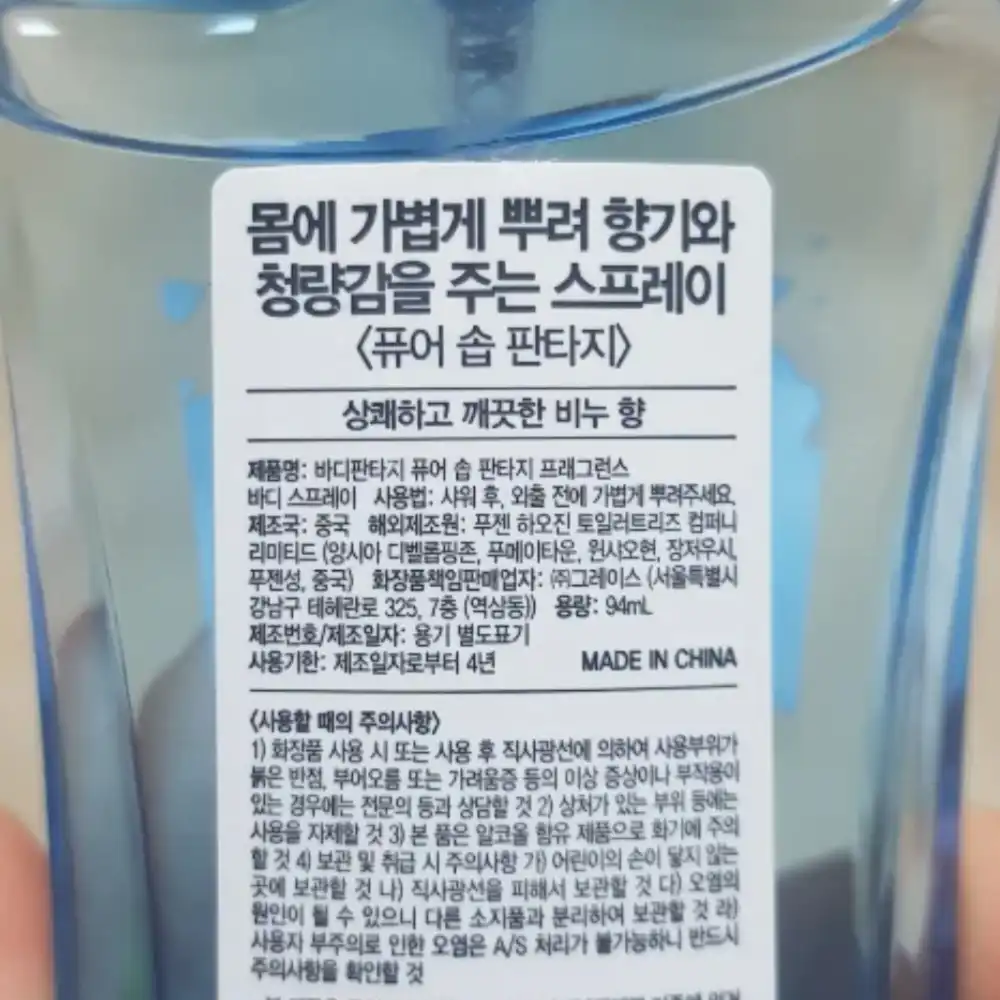 몸에 가볍게 뿌려 향기와
청량감을 주는 스프레이
〈퓨어 솝 판타지〉
상쾌하고 깨끗한 비누 향
제품명: 바디판타지 퓨어 솝 판타지 프래그런스
바디 스프레이 사용법: 샤워 후, 외출 전에 가볍게 뿌려주세요.
제조국: 중국 해외제조원: 푸젠 하오진 토일러트리즈 컴퍼니
리미티드 (양시아 디벨롭핑존, 푸메이타운, 윈샤오현, 장저우시,
푸젠성, 중국) 화장품책임판매업자: ㈜그레이스 (서울특별시
강남구 테헤란로 325, 7층 (역삼동)) 용량: 94mL
제조번호/제조일자: 용기 별도표기
사용기한: 제조일자로부터 4년 MADE IN CHINA
〈사용할 때의 주의사항〉
1) 화장품 사용 시 또는 사용 후 직사광선에 의하여 사용부위가
붉은 반점, 부어오름 또는 가려움증 등의 이상 증상이나 부작용이
있는 경우에는 전문의 등과 상담할 것 2) 상처가 있는 부위 등에는
사용을 자제할 것 3) 본 품은 알코올 함유 제품으로 화기에 주의
할 것 4) 보관 및 취급 시 주의사항 가) 어린이의 손이 닿지 않는
곳에 보관할 것 나) 직사광선을 피해서 보관할 것 다) 오염의
원인이 될 수 있으니 다른 소지품과 분리하여 보관할 것 라)
사용자 부주의로 인한 오염은 A/S 처리가 불가능하니 반드시
주의사항을 확인할 것